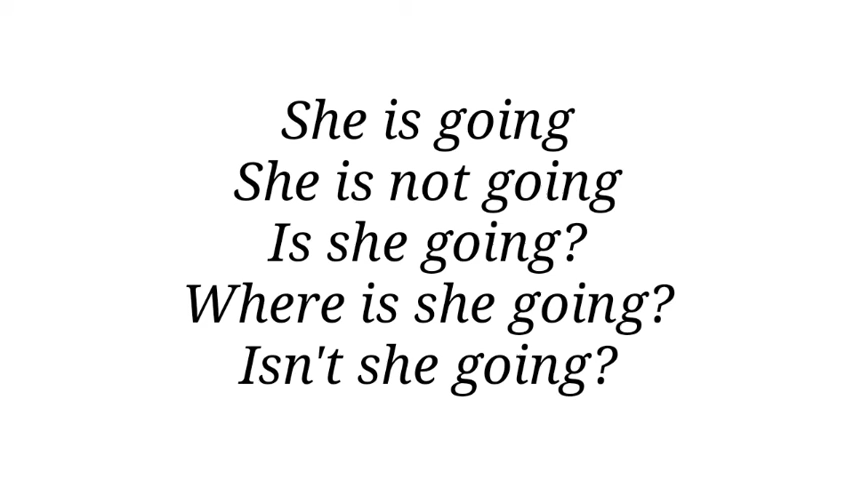 She is going
She is not going
Is she going?
Where is she going?
Isn't she going?